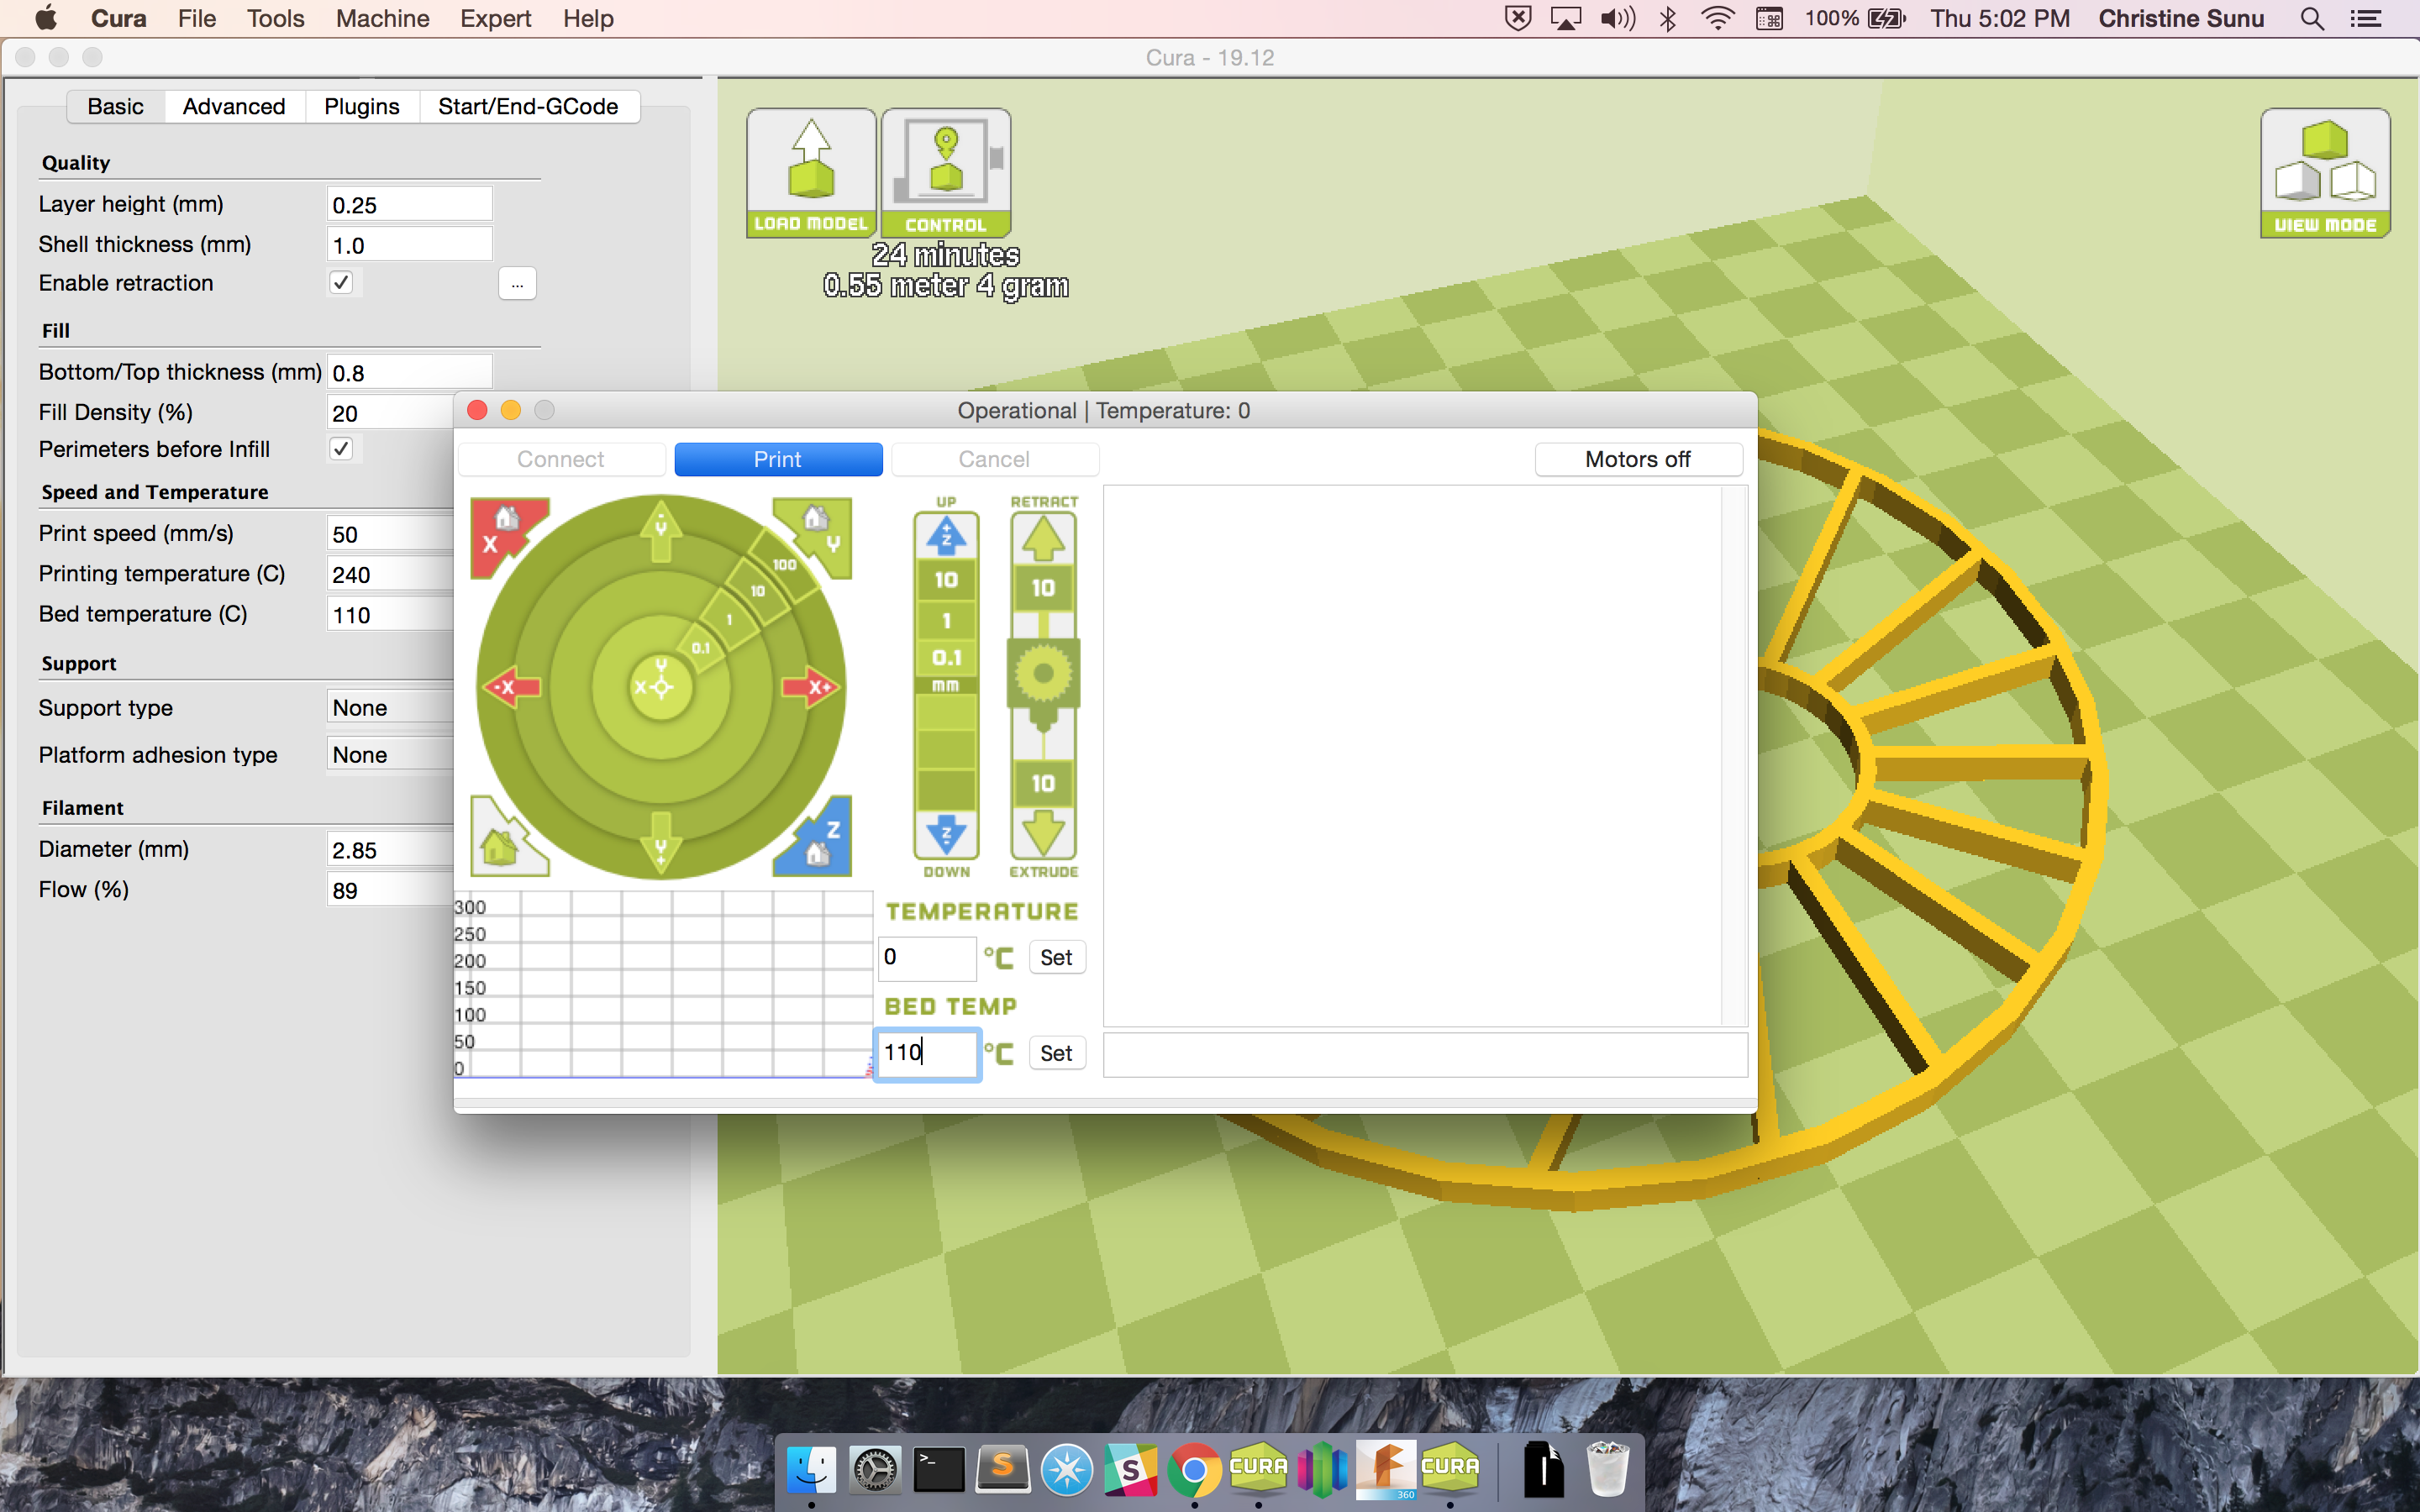 Cura File Tools Machine Expert Help 100% Thu 5:02 PM Christine Sunu
Cura - 19.12
Basic Advanced Plugins Start/End-GCode
Quality
Layer height (mm) 0.25
Shell thickness (mm) 1.0
Enable retraction ...
Fill
Bottom/Top thickness (mm) 0.8
Fill Density (%) 20
Perimeters before Infill
Speed and Temperature
Print speed (mm/s) 50
Printing temperature (C) 240
Bed temperature (C) 110
Support
Support type None
Platform adhesion type None
Filament
Diameter (mm) 2.85
Flow (%) 89
LOAD MODEL CONTROL
24 minutes
0.55 meter 4 gram
VIEW MODE
Operational | Temperature: 0
Connect Print Cancel Motors off
X
Y
-Y
100
10
1
0.1
Y
X
-X
X+
Y+
Z
UP
+Z
10
1
0.1
mm
Z-
DOWN
RETRACT
10
10
EXTRUDE
300
250
200
150
100
50
0
TEMPERATURE
0 °C Set
BED TEMP
110 °C Set
>_
S
S
CURA
F
360
CURA